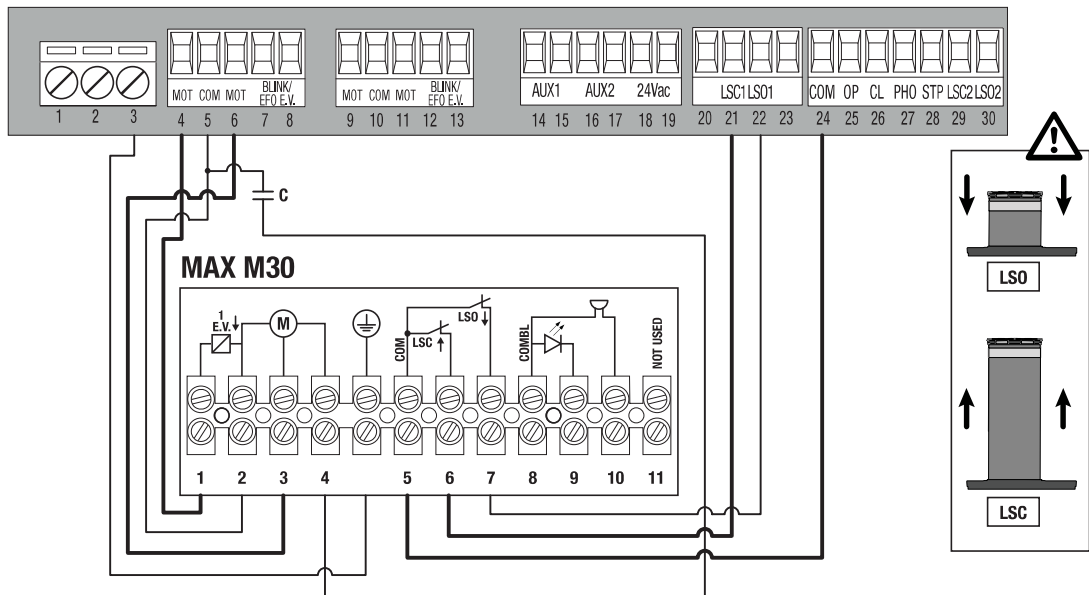 MOT COM MOT BLINK/ EFO E.V.
MOT COM MOT BLINK/ EFO E.V.
AUX1 AUX2 24Vac
LSC1 LSO1
COM OP CL PHO STP LSC2 LSO2
1 2 3 4 5 6 7 8 9 10 11 12 13 14 15 16 17 18 19 20 21 22 23 24 25 26 27 28 29 30
C
MAX M30
1
E.V.
M
COM
LSO
LSC
COMBL
NOT USED
1 2 3 4 5 6 7 8 9 10 11
!
LSO
LSC